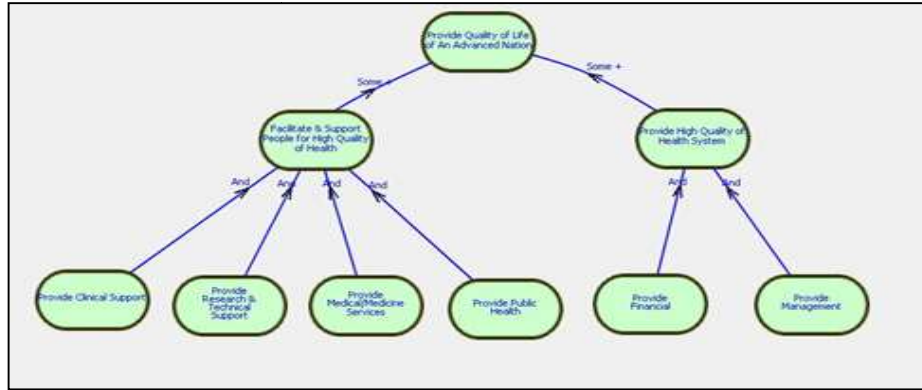 Provide Quality of Life
of An Advanced Nation
Some +
Some +
Facilitate & Support
People for High Quality
of Health
Provide High Quality of
Health System
And
And
And
And
And
And
Provide Clinical Support
Provide
Research &
Technical
Support
Provide
Medical/Medicine
Services
Provide Public
Health
Provide
Financial
Provide
Management